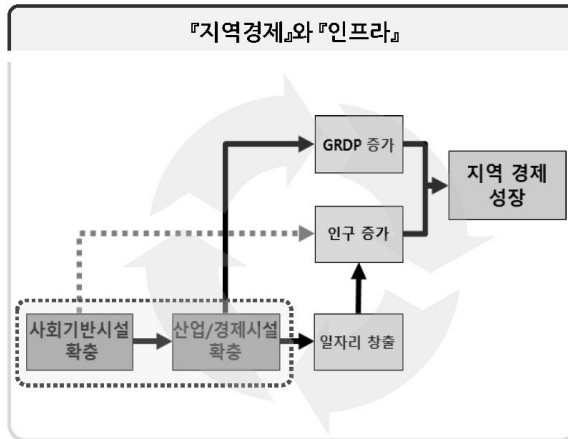 『지역경제』와 『인프라』
GRDP 증가
지역 경제
성장
인구 증가
사회기반시설
확충
산업/경제시설
확충
일자리 창출